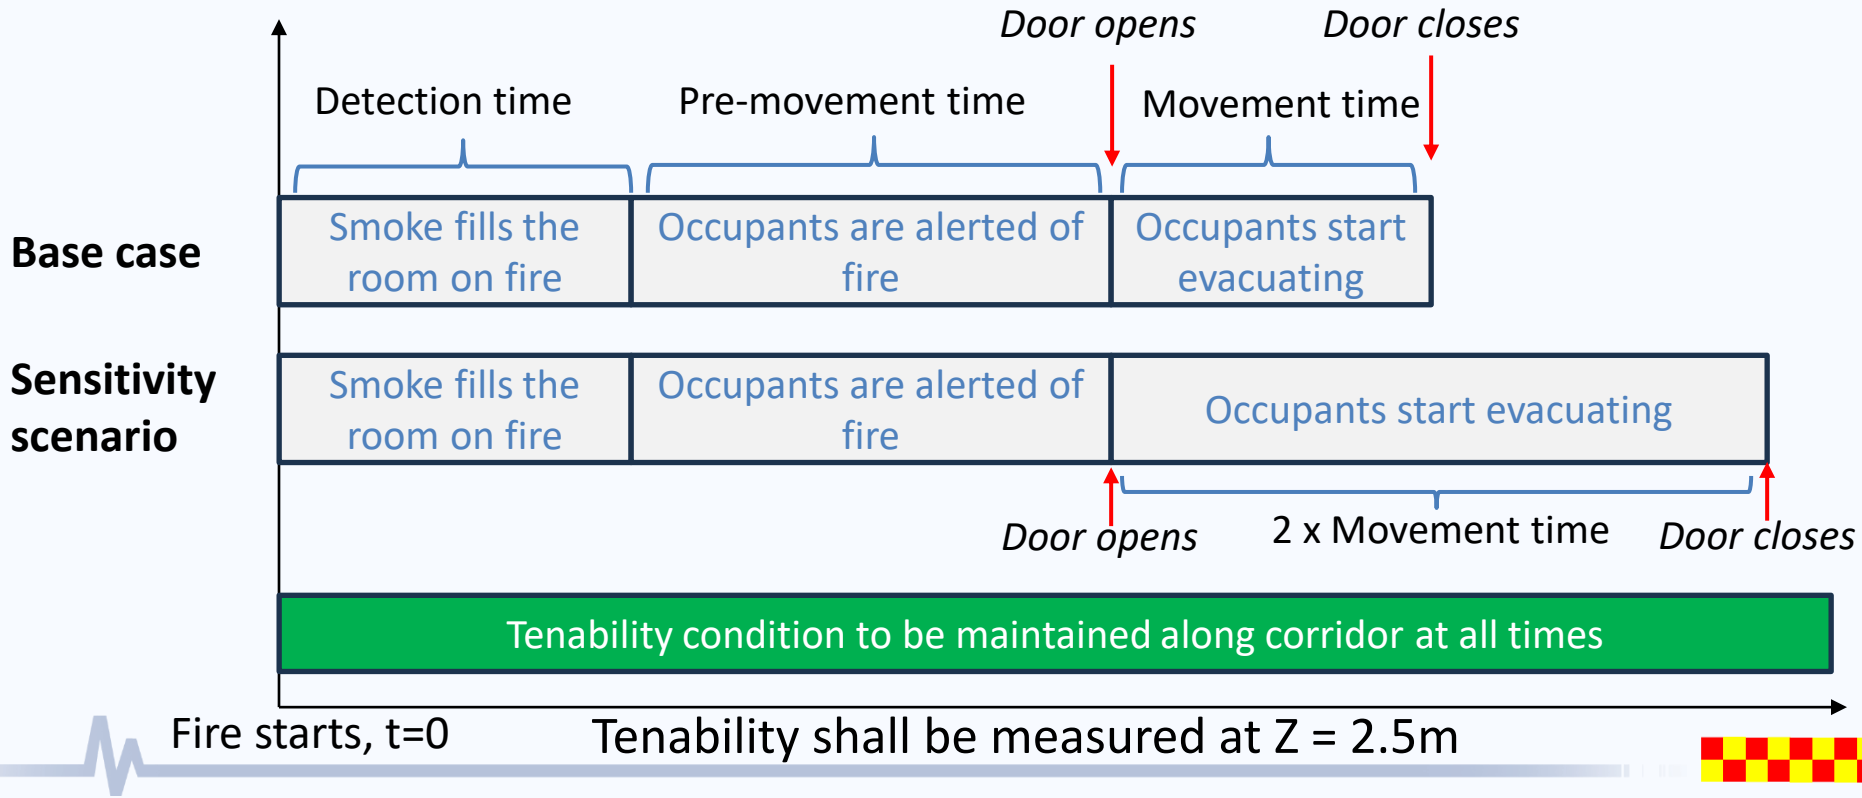 Door opens
Door closes
Detection time
Pre-movement time
Movement time
Base case
Smoke fills the
room on fire
Occupants are alerted of
fire
Occupants start
evacuating
Sensitivity
scenario
Smoke fills the
room on fire
Occupants are alerted of
fire
Occupants start evacuating
Door opens
2 x Movement time
Door closes
Tenability condition to be maintained along corridor at all times
Fire starts, t=0
Tenability shall be measured at Z = 2.5m